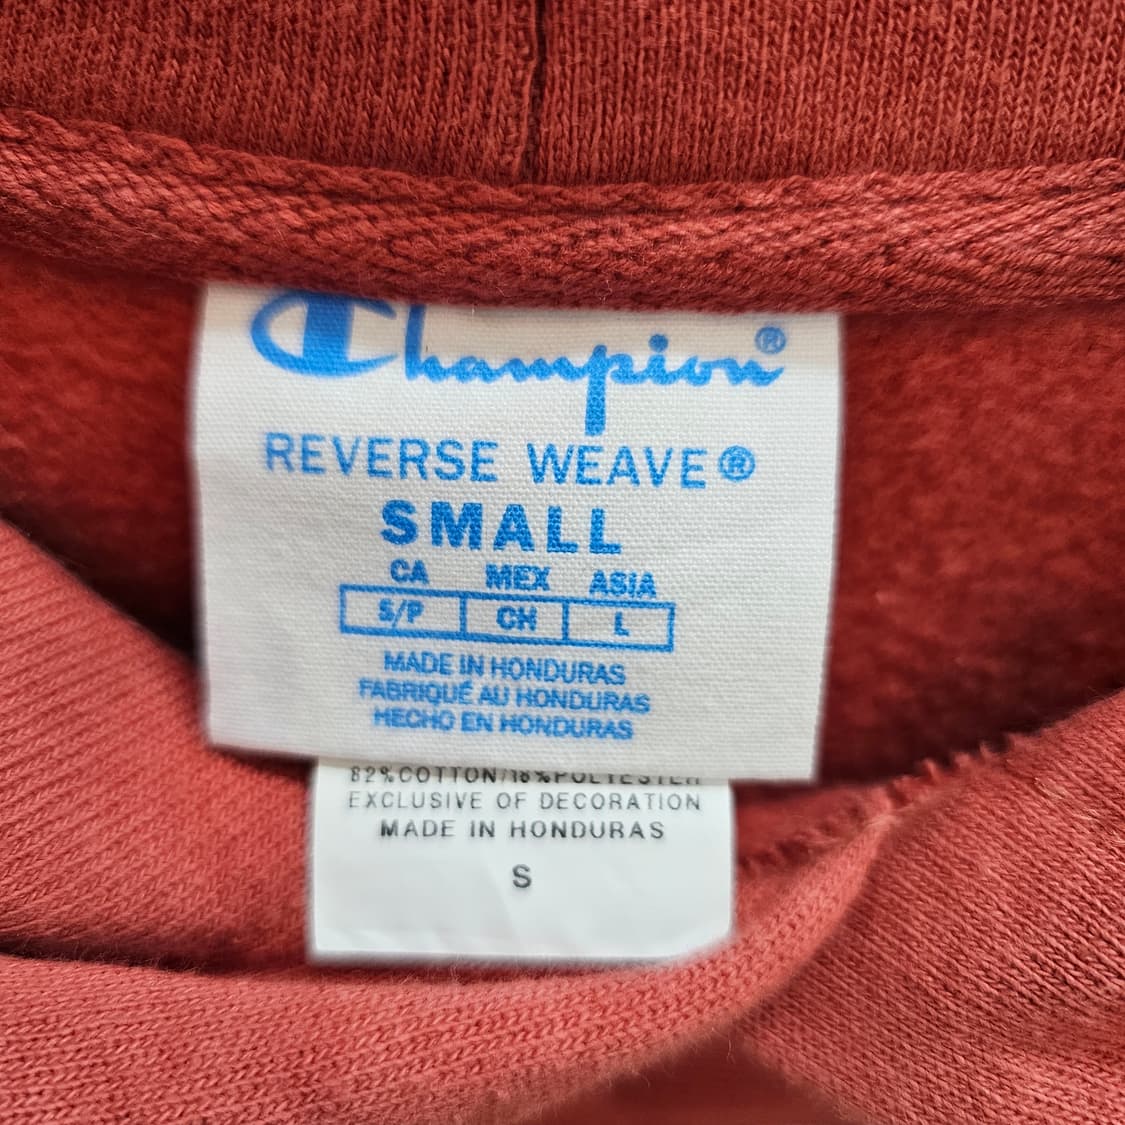 Champion®
REVERSE WEAVE®
SMALL
CA MEX ASIA
S/P CH L
MADE IN HONDURAS
FABRIQUÉ AU HONDURAS
HECHO EN HONDURAS
82%COTTON/18%POLYESTER
EXCLUSIVE OF DECORATION
MADE IN HONDURAS
S